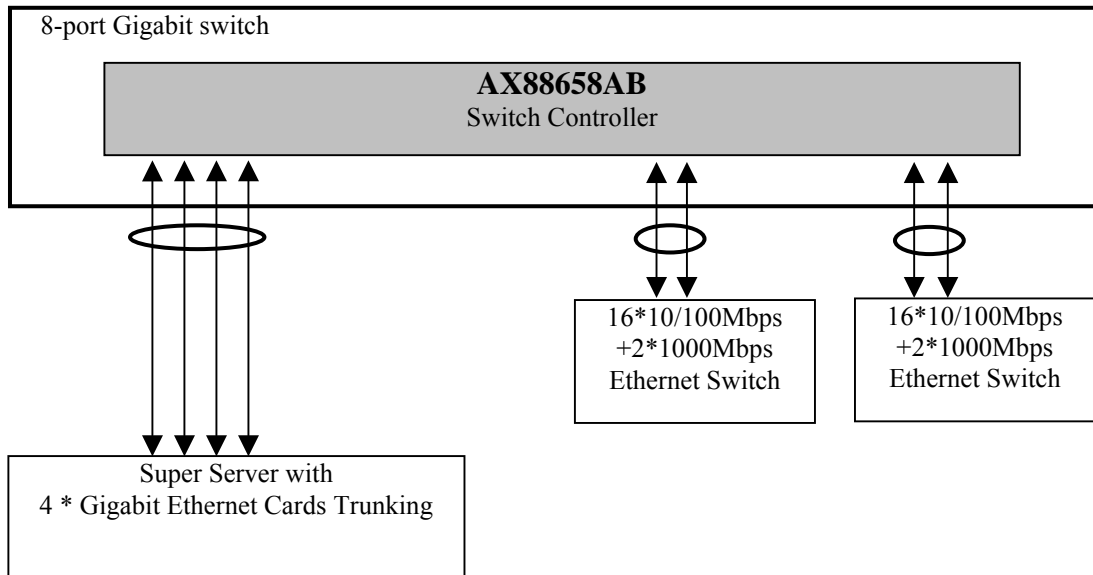 8-port Gigabit switch
AX88658AB
Switch Controller
16*10/100Mbps
+2*1000Mbps
Ethernet Switch
16*10/100Mbps
+2*1000Mbps
Ethernet Switch
Super Server with
4 * Gigabit Ethernet Cards Trunking